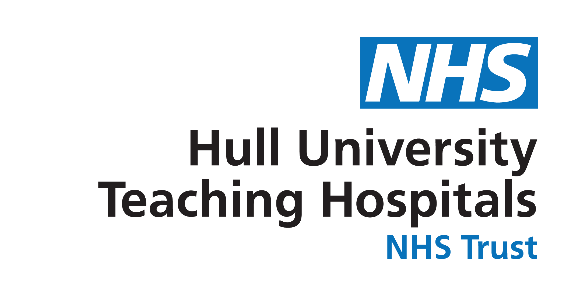 NHS
Hull University
Teaching Hospitals
NHS Trust